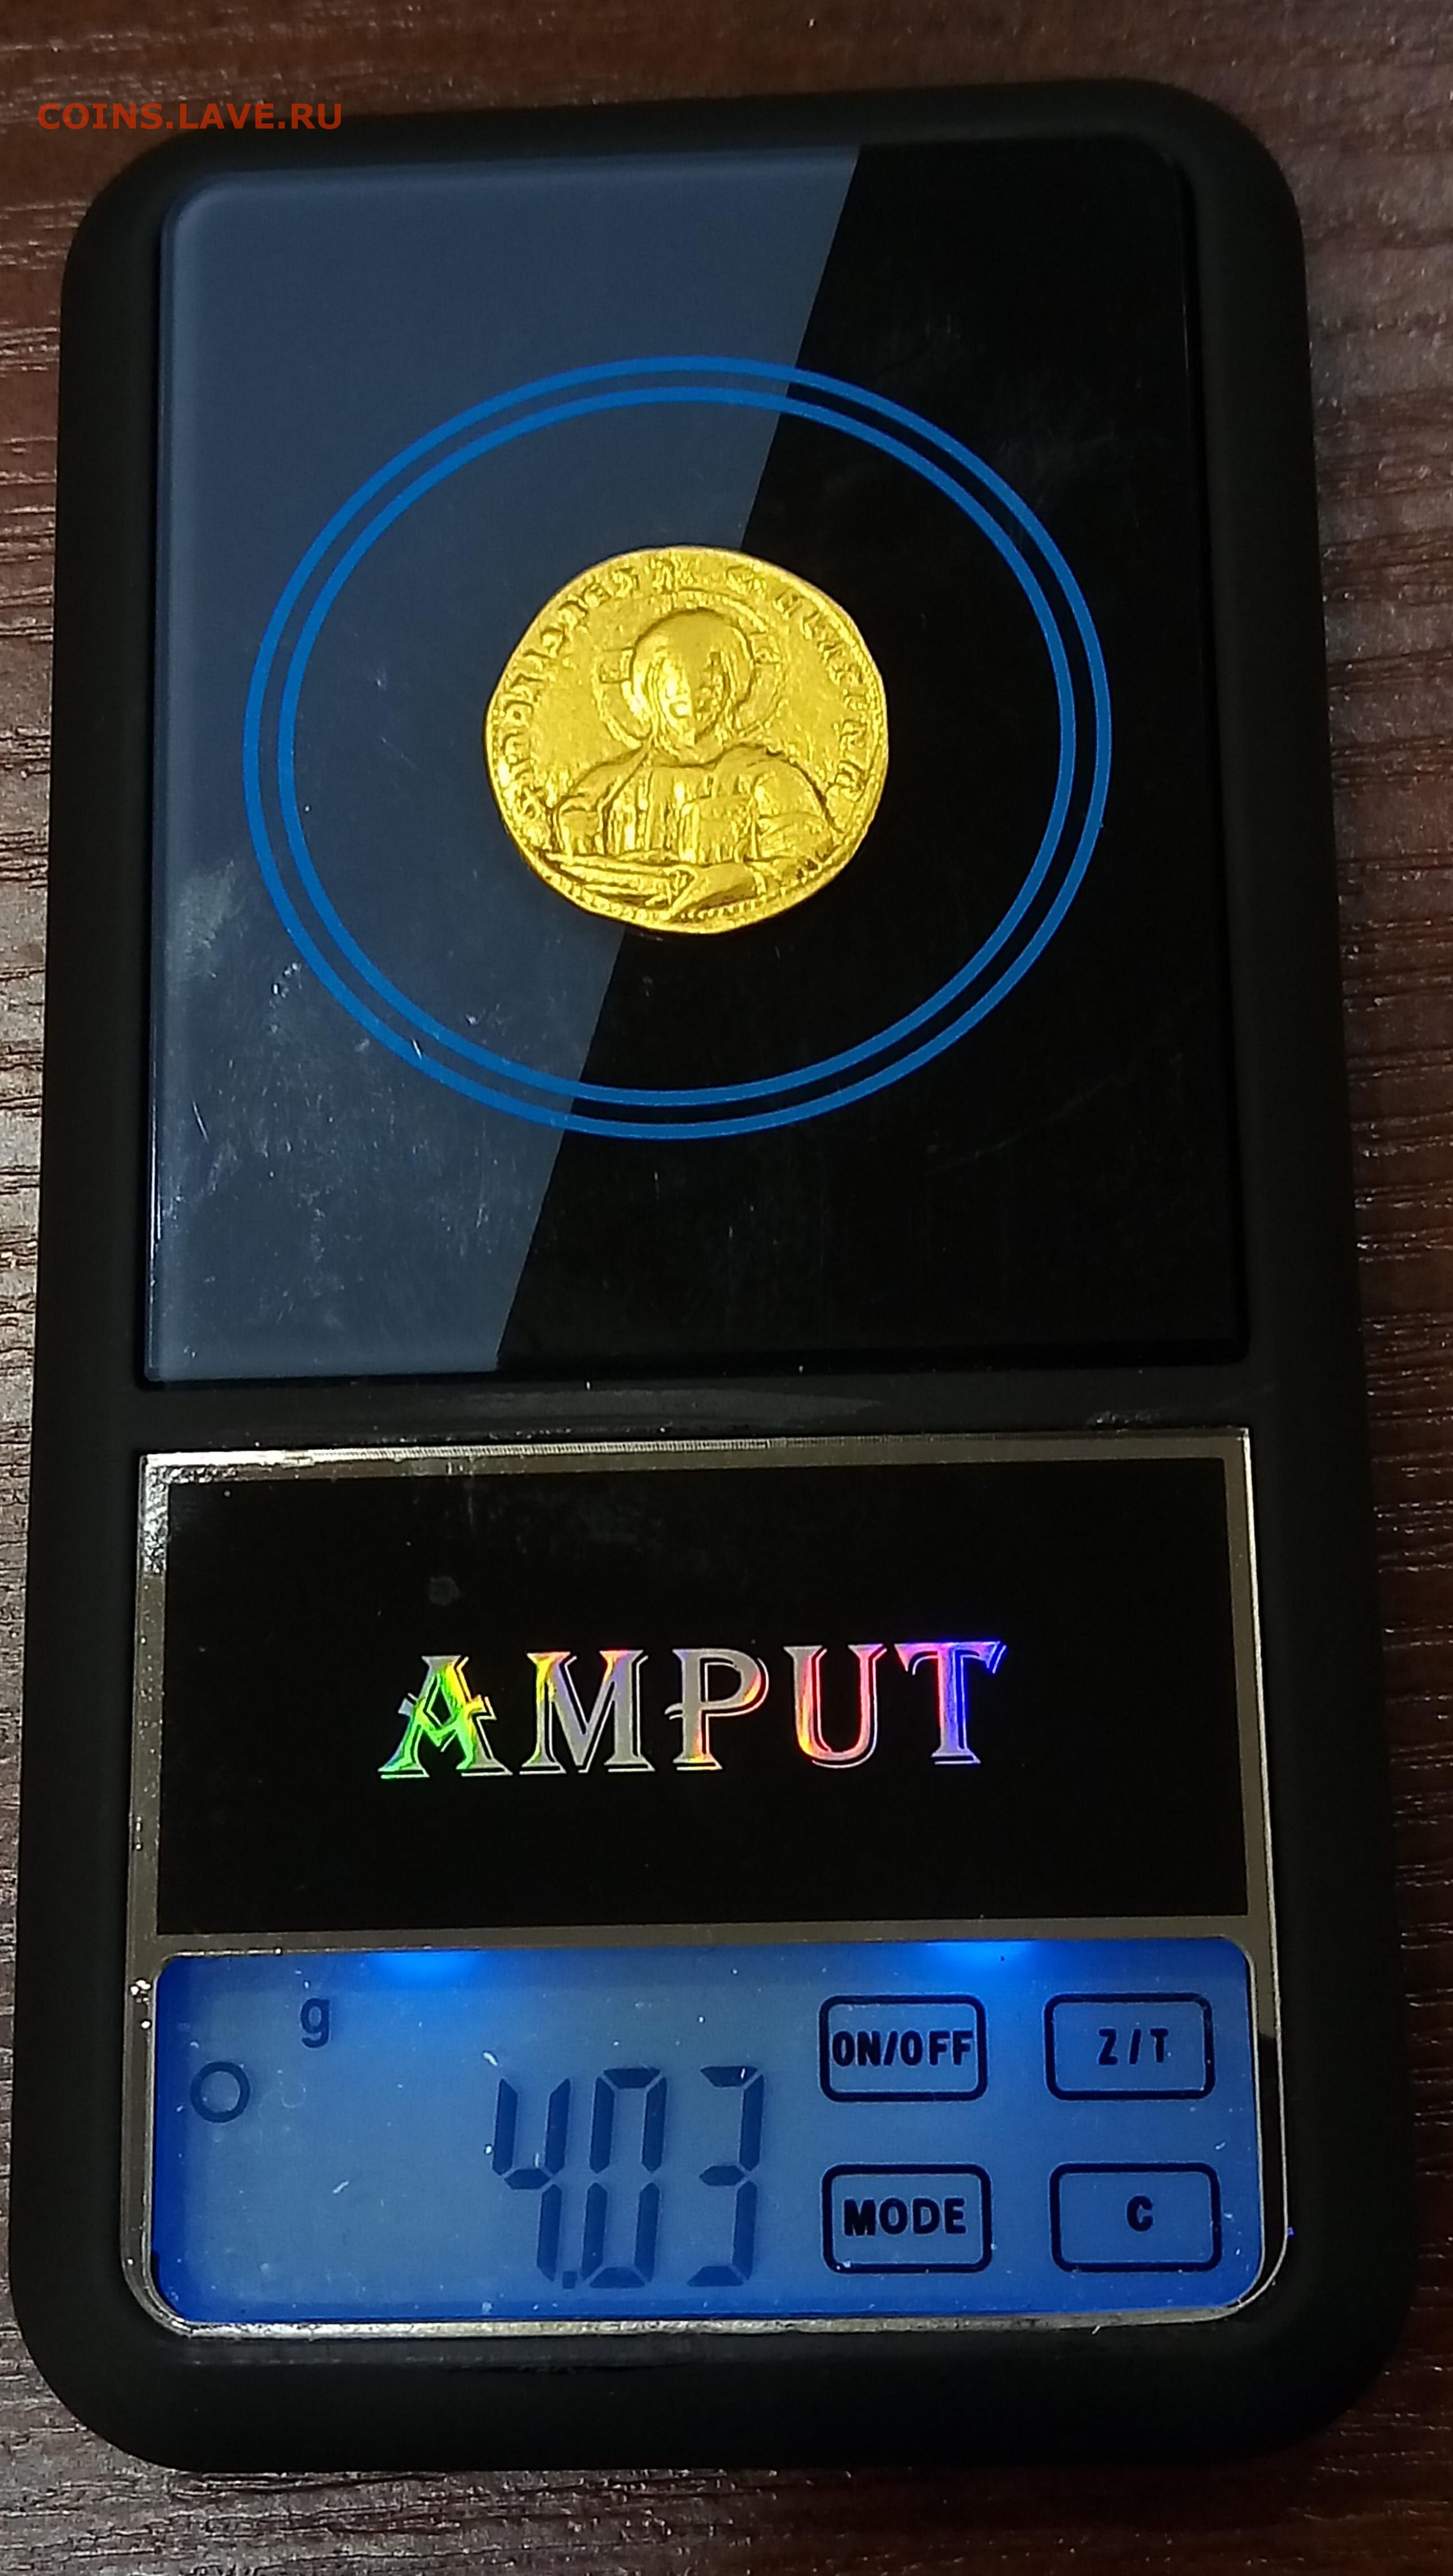 COINS.LAVE.RU
AMPUT
g
4.03
ON/OFF
Z/T
MODE
C